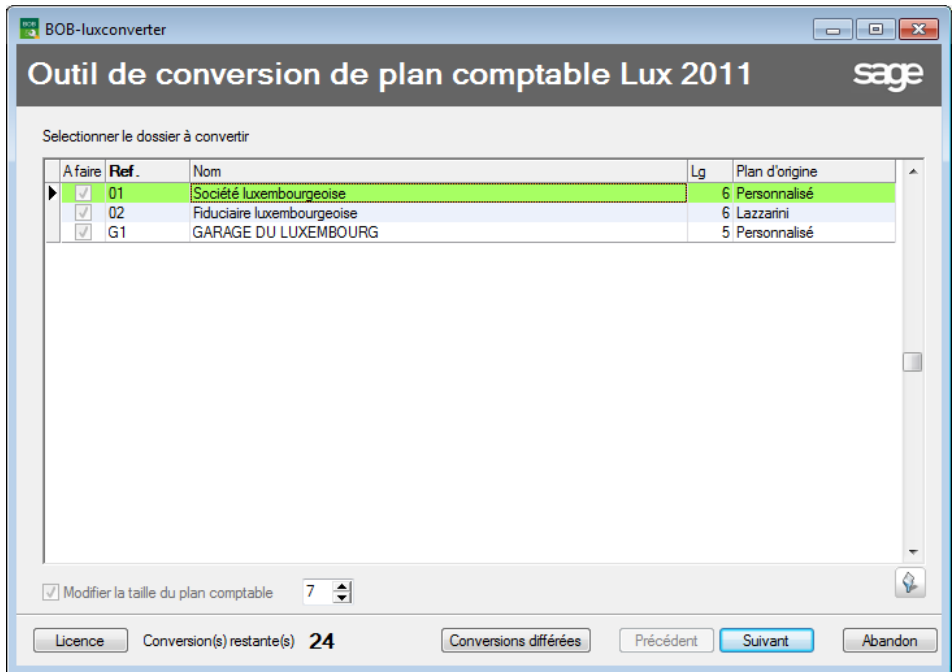 BOB-luxconverter
Outil de conversion de plan comptable Lux 2011 sage
Selectionner le dossier à convertir
A faire Ref. Nom Lg Plan d'origine
01 Société luxembourgeoise 6 Personnalisé
02 Fiduciaire luxembourgeoise 6 Lazzarini
G1 GARAGE DU LUXEMBOURG 5 Personnalisé
Modifier la taille du plan comptable 7
Licence Conversion(s) restante(s) 24 Conversions différées Précédent Suivant Abandon